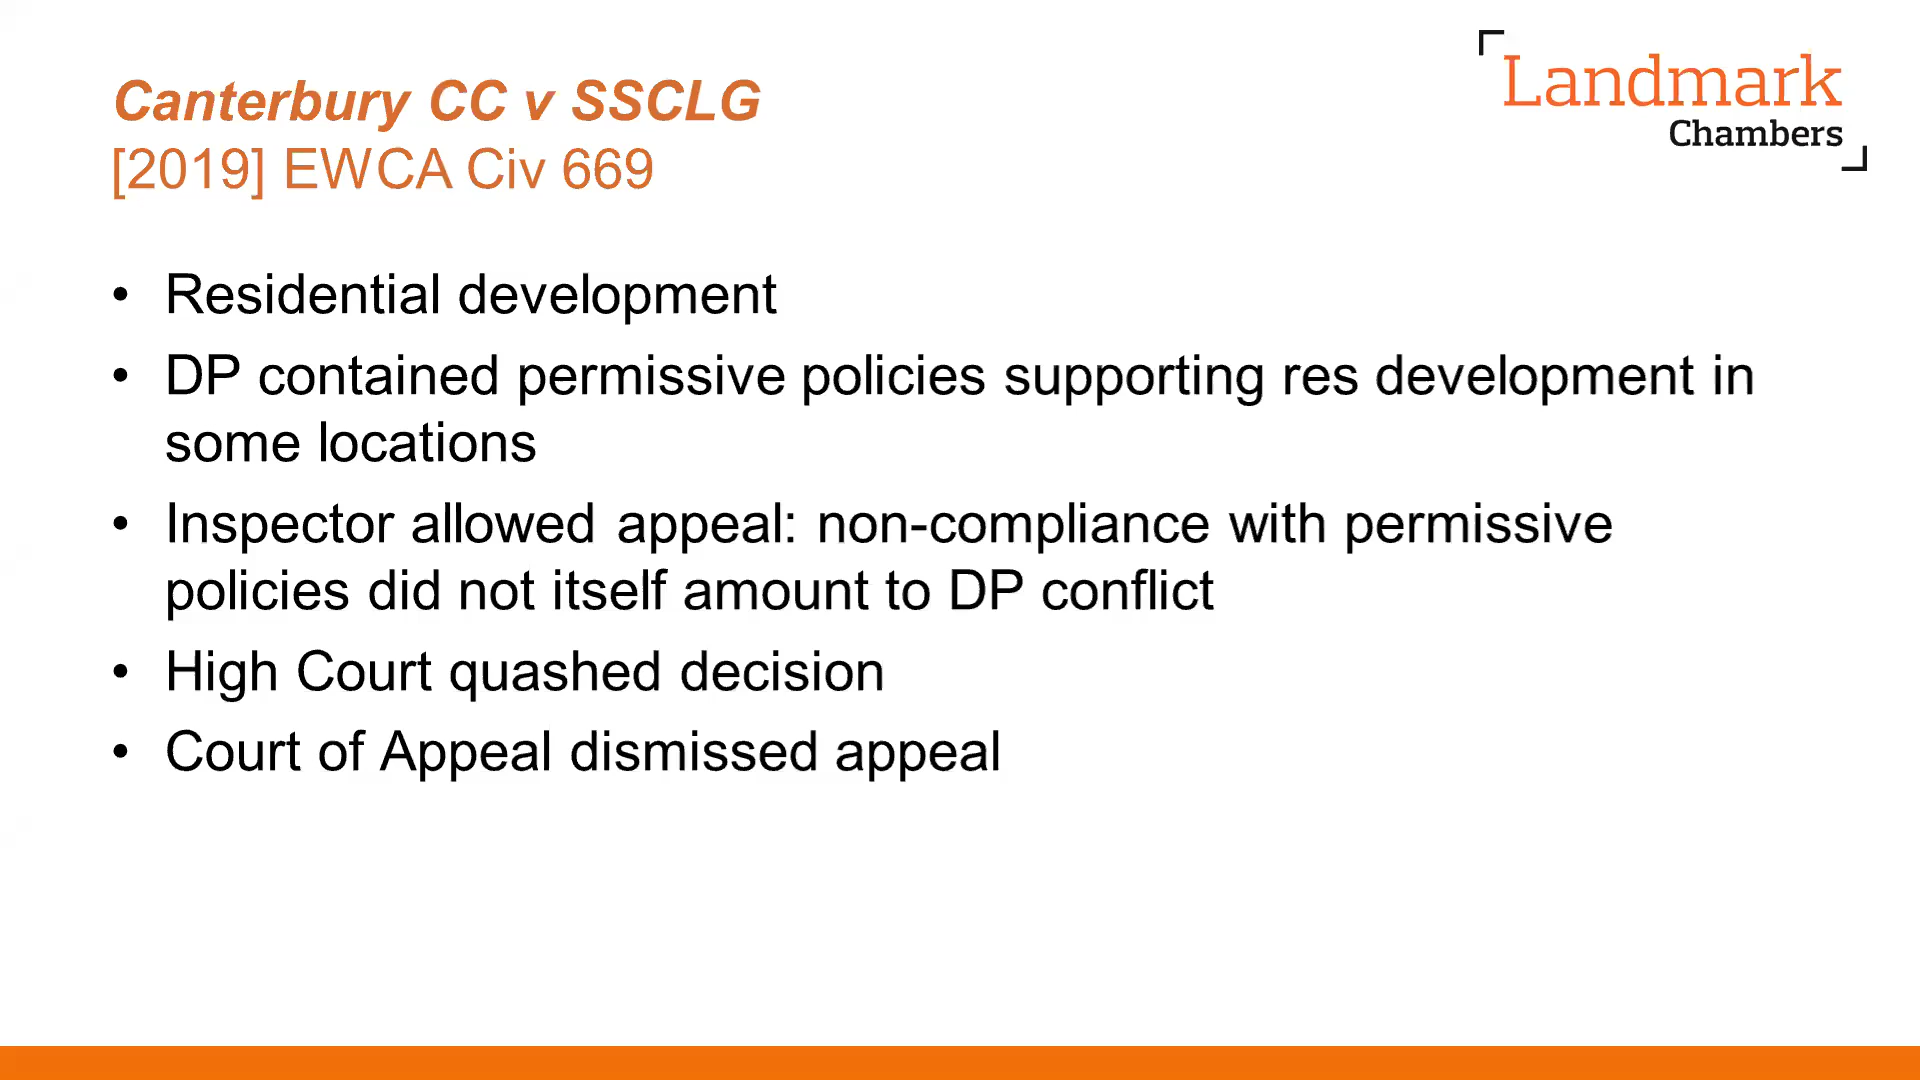 Canterbury CC v SSCLG
[2019] EWCA Civ 669
Landmark
Chambers
• Residential development
• DP contained permissive policies supporting res development in
some locations
• Inspector allowed appeal: non-compliance with permissive
policies did not itself amount to DP conflict
• High Court quashed decision
• Court of Appeal dismissed appeal